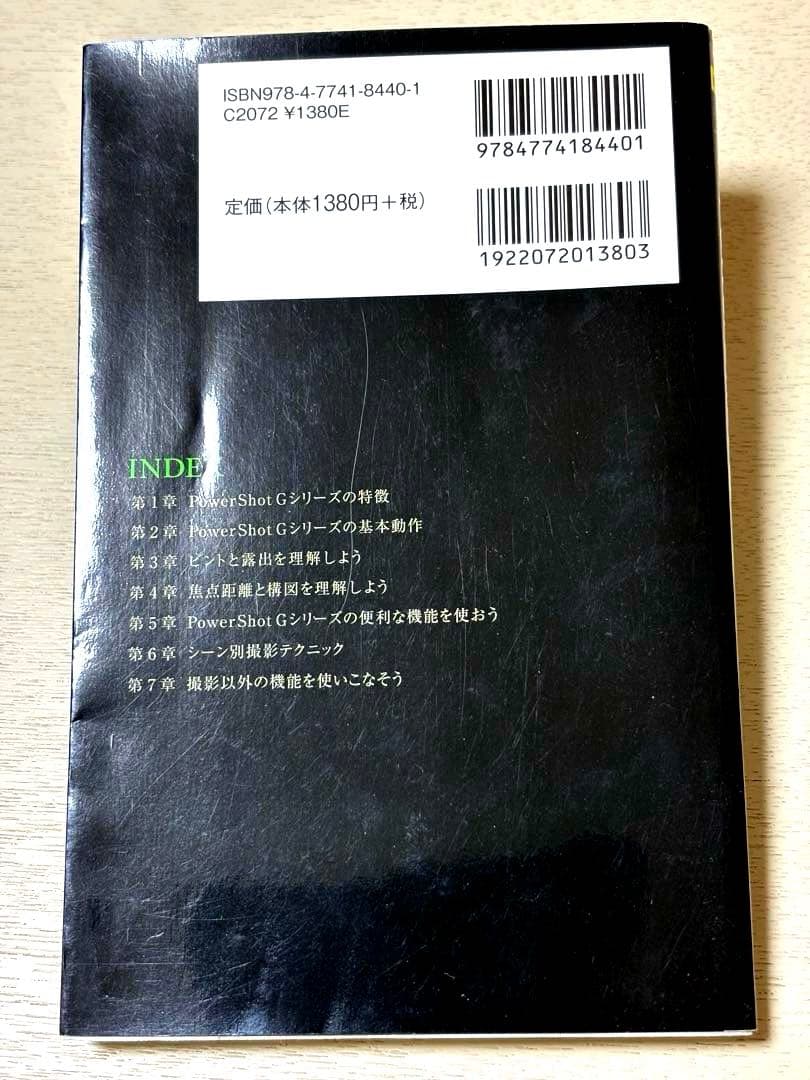 ISBN978-4-7741-8440-1
C2072 ¥1380E
9784774184401
定価(本体1380円+税)
1922072013803
INDE
第1章 PowerShot Gシリーズの特徴
第2章 PowerShot Gシリーズの基本動作
第3章 ピントと露出を理解しよう
第4章 焦点距離と構図を理解しよう
第5章 PowerShot Gシリーズの便利な機能を使おう
第6章 シーン別撮影テクニック
第7章 撮影以外の機能を使いこなそう